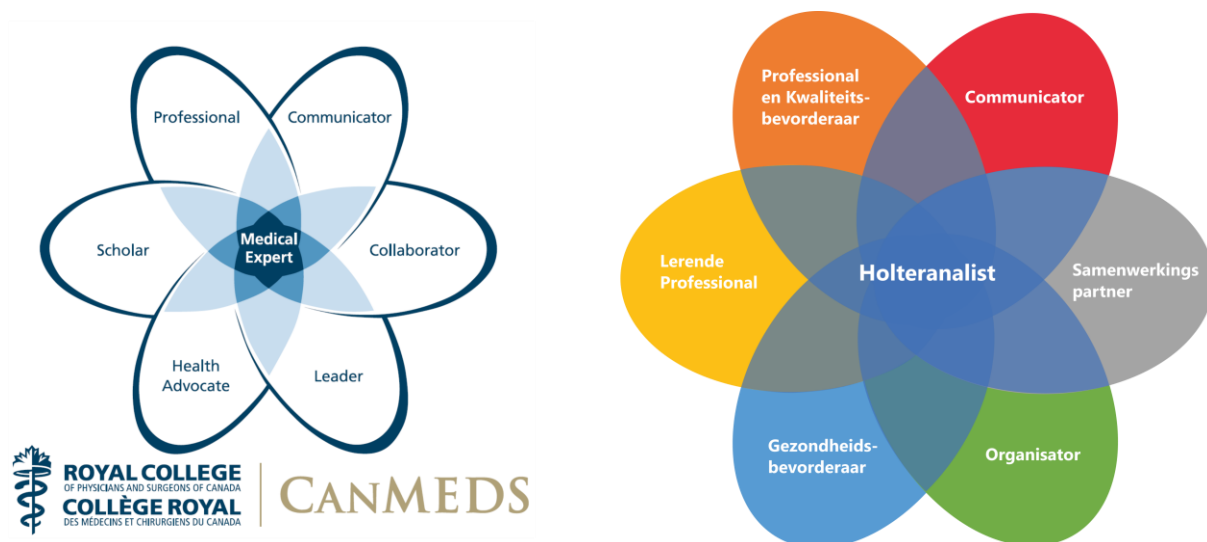 Professional
Communicator
Scholar
Medical
Expert
Collaborator
Health
Advocate
Leader
ROYAL COLLEGE
OF PHYSICIANS AND SURGEONS OF CANADA
COLLÈGE ROYAL
DES MÉDECINS ET CHIRURGIENS DU CANADA
CANMEDS
Professional
en Kwaliteits-
bevorderaar
Communicator
Lerende
Professional
Holteranalist
Samenwerkings
partner
Gezondheids-
bevorderaar
Organisator